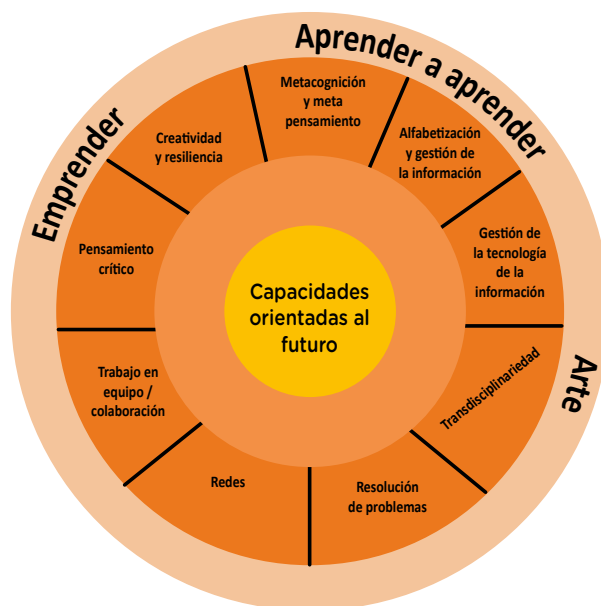 Aprender a aprender
Emprender
Arte
Metacognición
y meta
pensamiento
Alfabetización
y gestión de
la información
Gestión de
la tecnología
de la
información
Transdisciplinariedad
Resolución
de problemas
Redes
Trabajo en
equipo /
colaboración
Pensamiento
crítico
Creatividad
y resiliencia
Capacidades
orientadas al
futuro